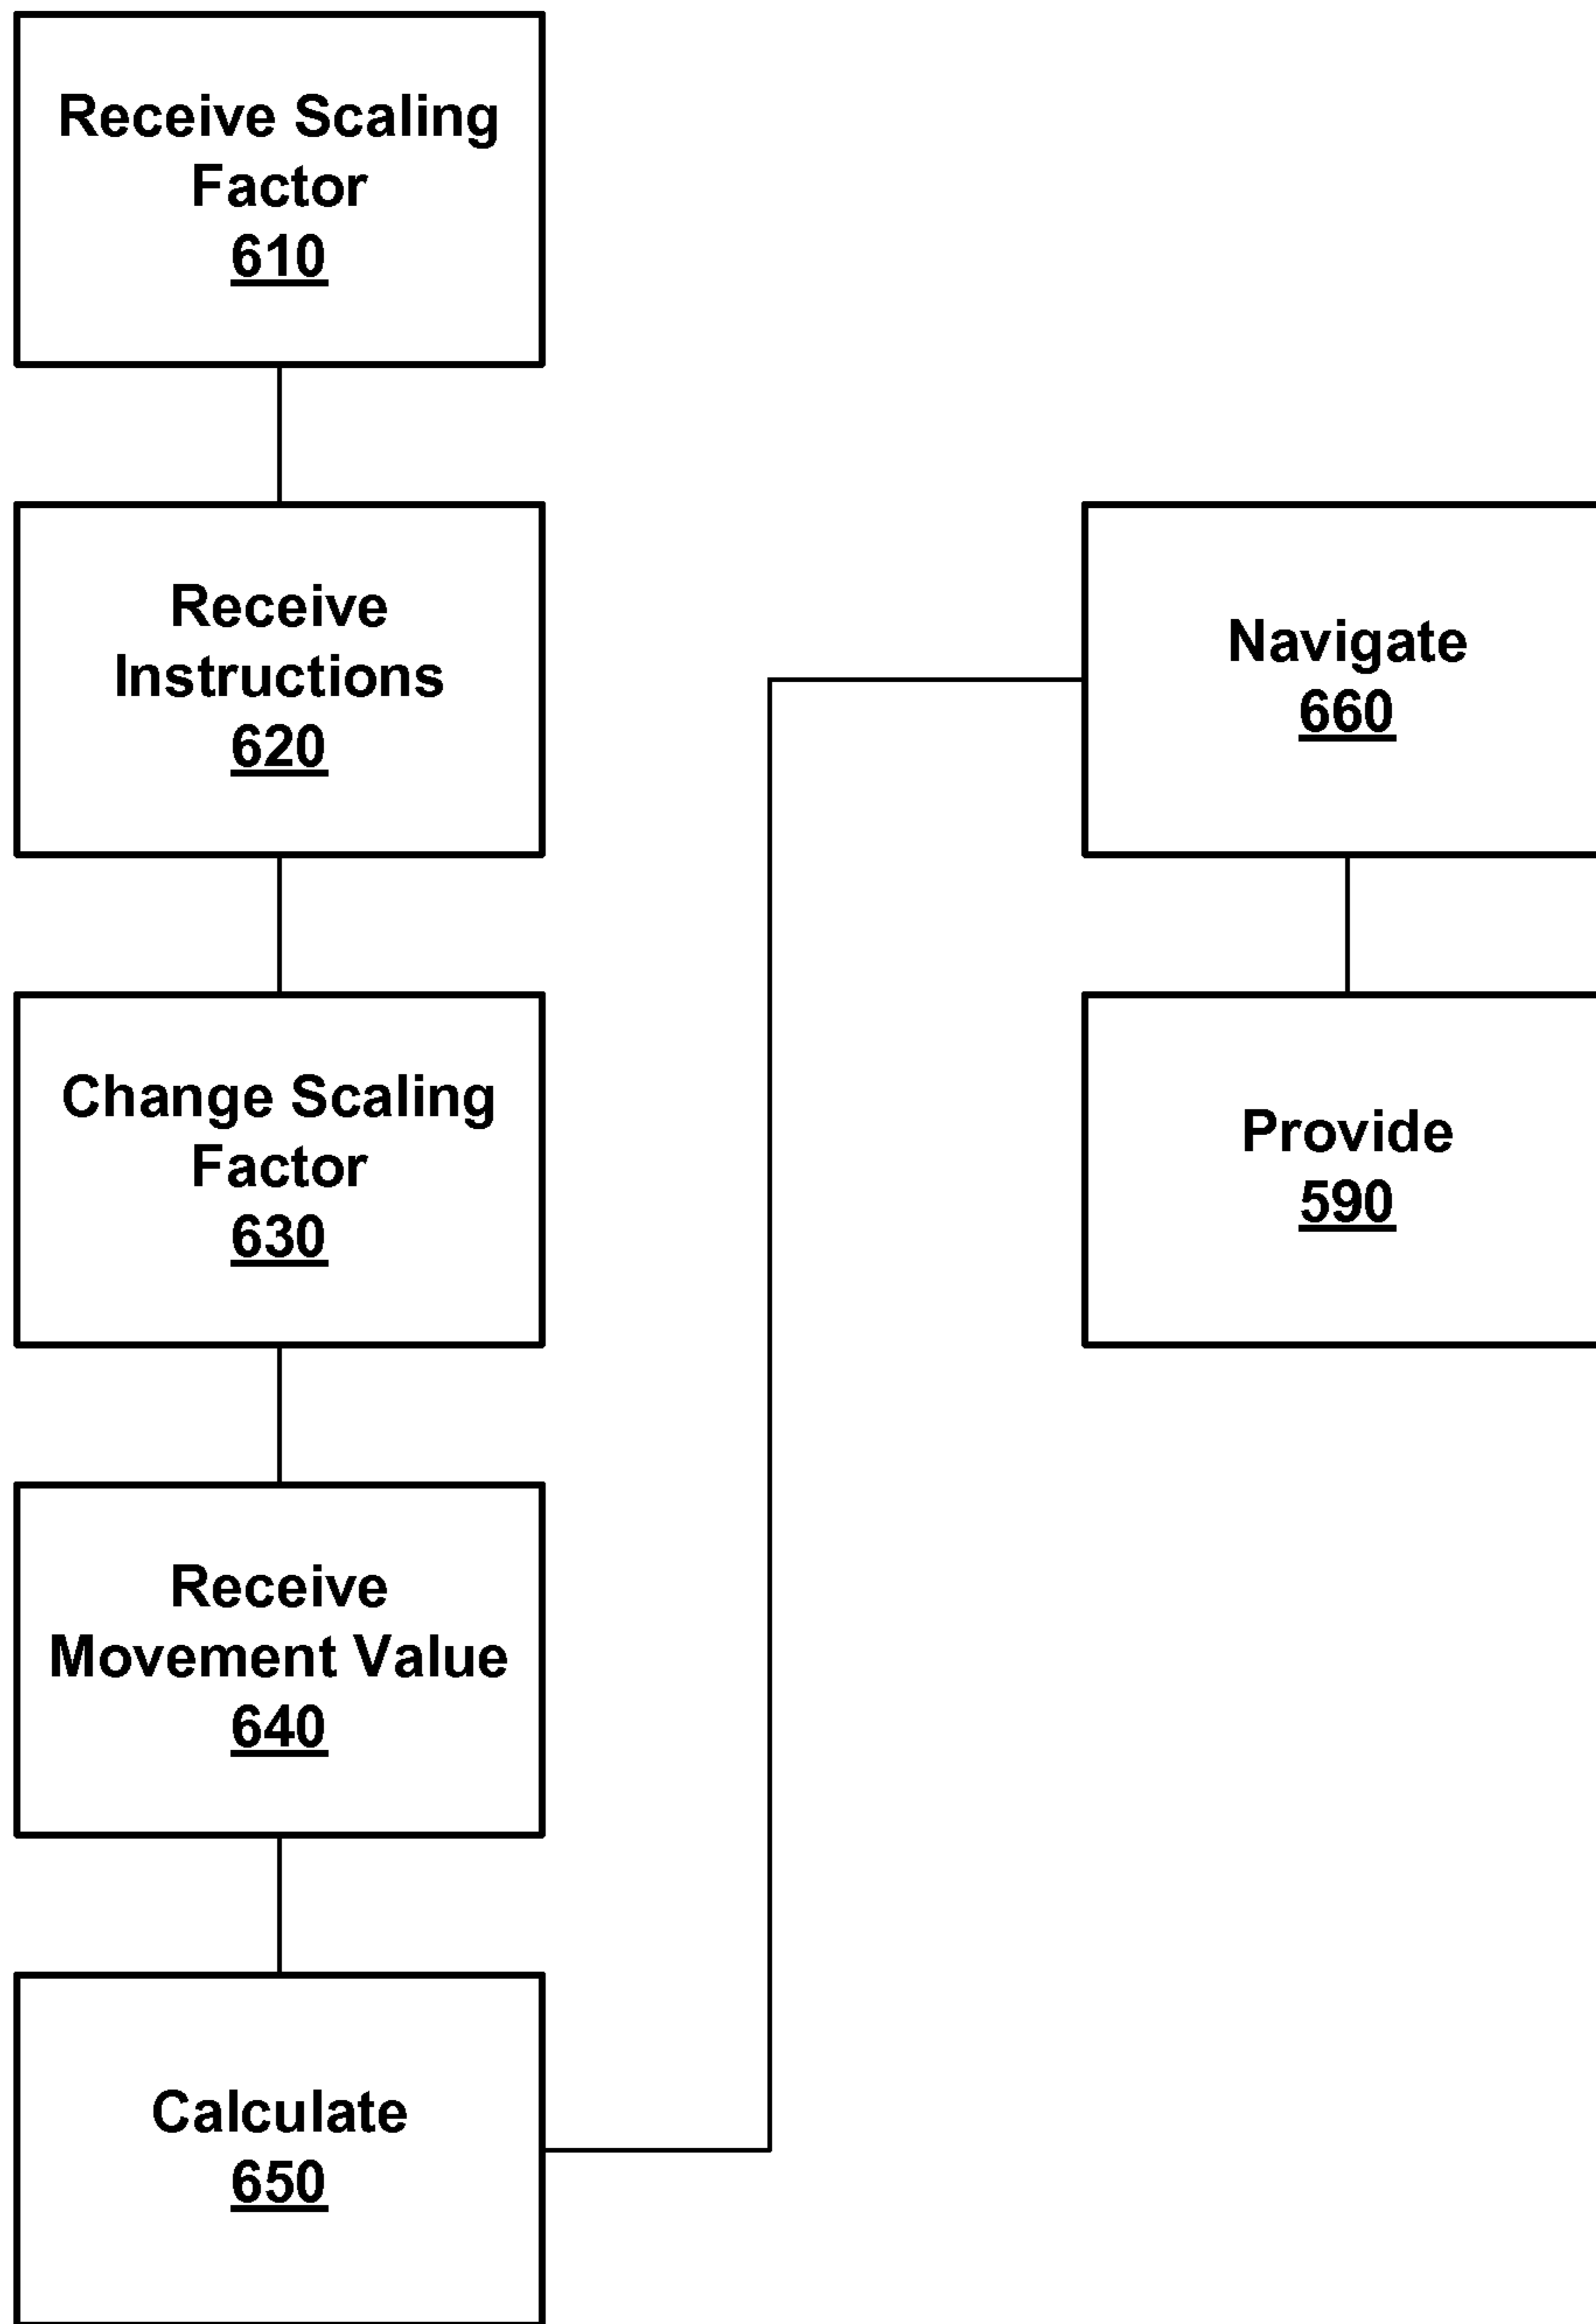 Receive Scaling
Factor
610
Receive
Instructions
620
Change Scaling
Factor
630
Receive
Movement Value
640
Calculate
650
Navigate
660
Provide
590